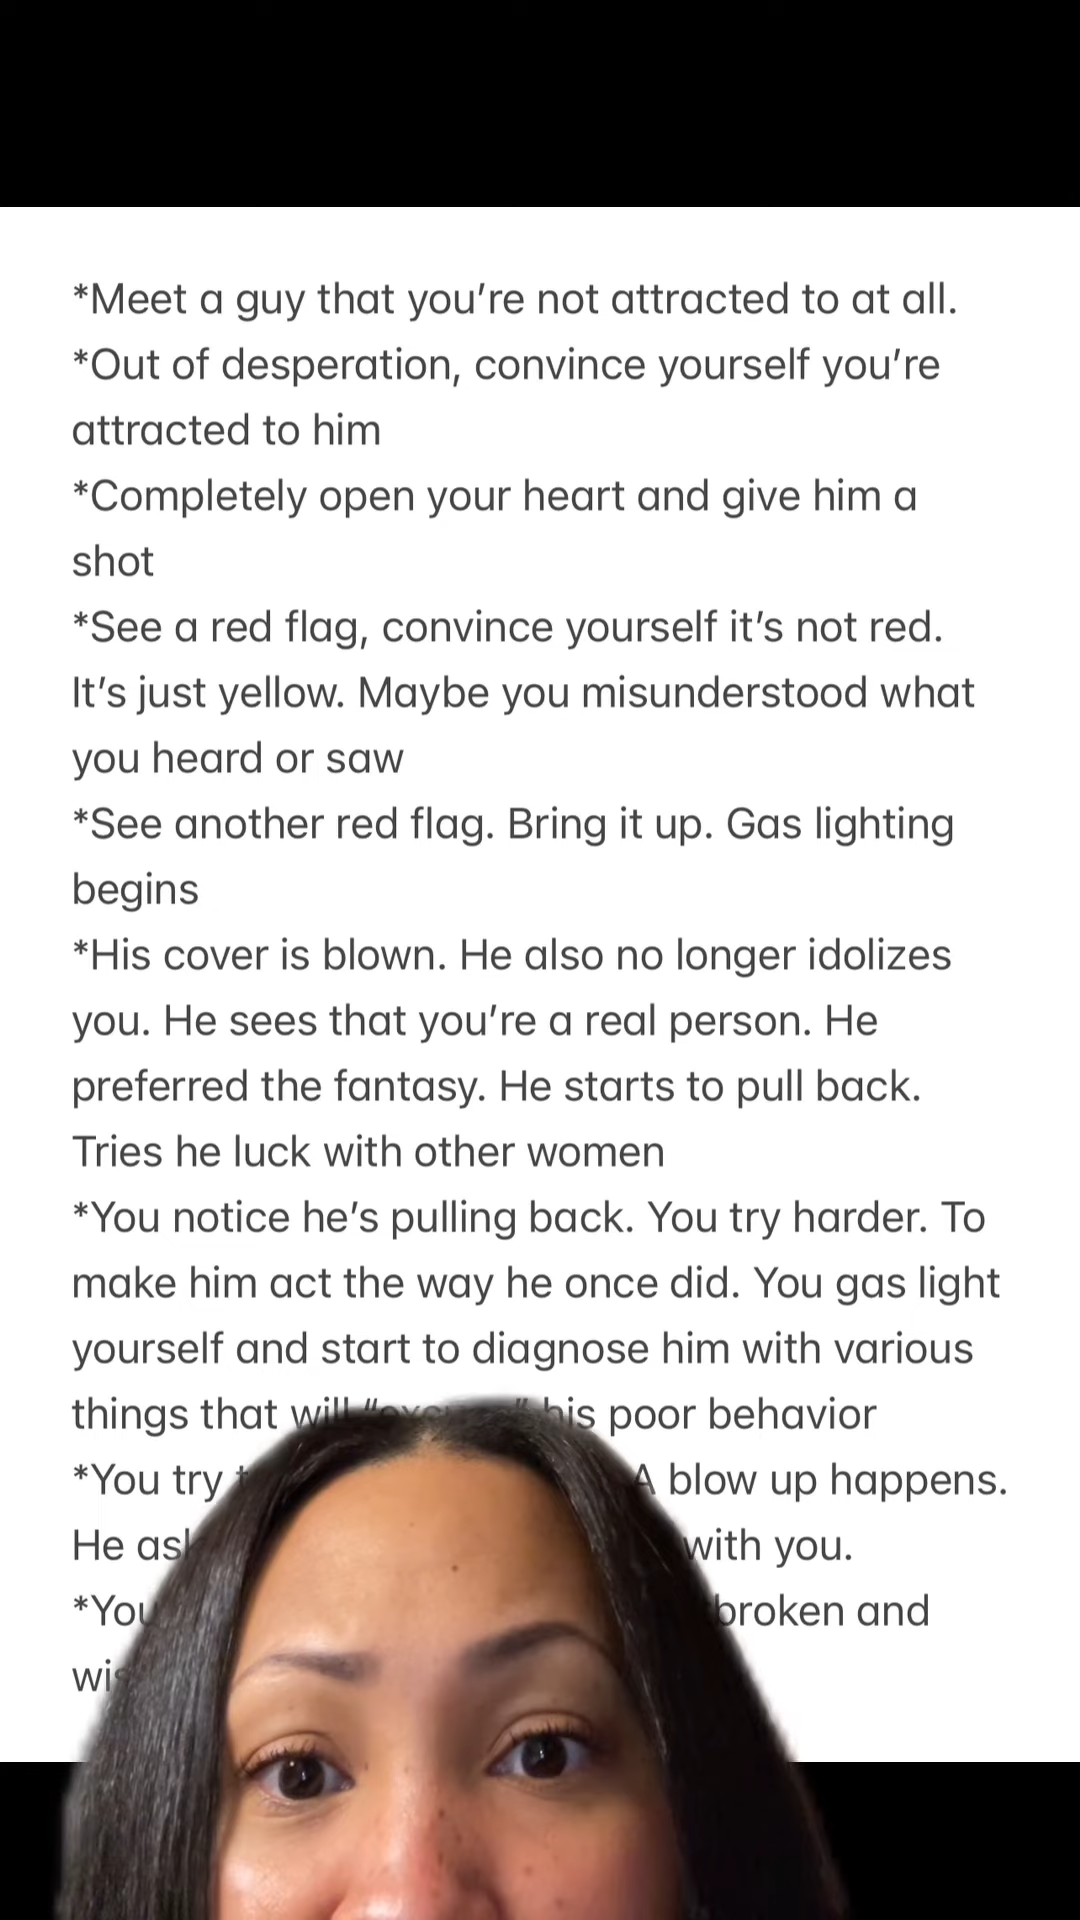 *Meet a guy that you're not attracted to at all.
*Out of desperation, convince yourself you're
attracted to him
*Completely open your heart and give him a
shot
*See a red flag, convince yourself it's not red.
It's just yellow. Maybe you misunderstood what
you heard or saw
*See another red flag. Bring it up. Gas lighting
begins
*His cover is blown. He also no longer idolizes
you. He sees that you're a real person. He
preferred the fantasy. He starts to pull back.
Tries he luck with other women
*You notice he's pulling back. You try harder. To
make him act the way he once did. You gas light
yourself and start to diagnose him with various
things that will his poor behavior
*You try A blow up happens.
He with you.
broken and